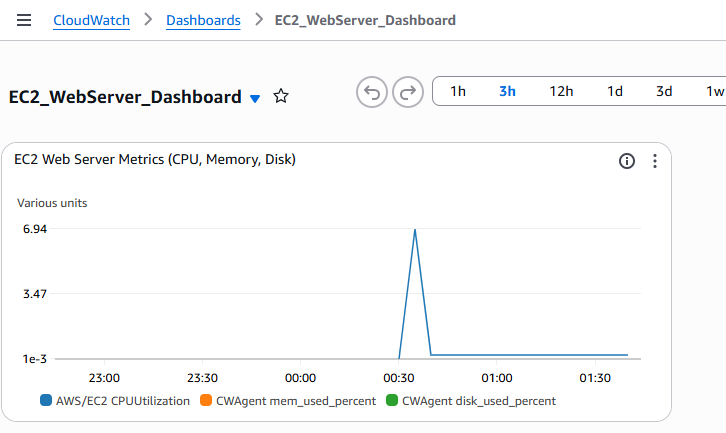 CloudWatch > Dashboards > EC2_WebServer_Dashboard
EC2_WebServer_Dashboard
1h 3h 12h 1d 3d 1w
EC2 Web Server Metrics (CPU, Memory, Disk)
Various units
6.94
3.47
1e-3
23:00 23:30 00:00 00:30 01:00 01:30
AWS/EC2 CPUUtilization CWAgent mem_used_percent CWAgent disk_used_percent